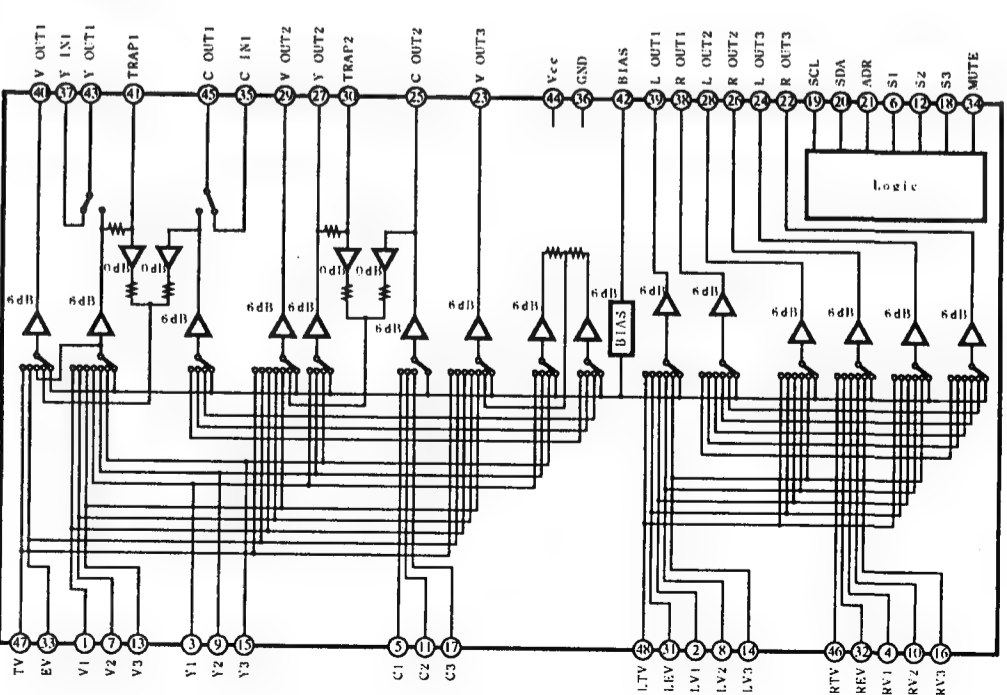 V OUT1
Y IN1
Y OUT1
TRAP1
C OUT1
C IN1
V OUT2
Y OUT2
TRAP2
C OUT2
V OUT3
Vcc
GND
BIAS
L OUT1
R OUT1
L OUT2
R OUT2
L OUT3
R OUT3
SCL
SDA
ADR
S1
S2
S3
MUTE
40
37
43
41
45
35
29
27
30
25
23
44
36
42
39
38
28
26
24
22
19
20
21
6
12
18
34
Logic
0dB
0dB
0dB
0dB
6dB
6dB
6dB
6dB
6dB
6dB
6dB
6dB
6dB
BIAS
6dB
6dB
6dB
6dB
6dB
6dB
47
33
1
7
13
3
9
15
5
11
17
48
31
2
8
14
46
32
4
10
16
TV
EV
V1
V2
V3
Y1
Y2
Y3
C1
C2
C3
LTV
LEV
LV1
LV2
LV3
RTV
REV
RV1
RV2
RV3